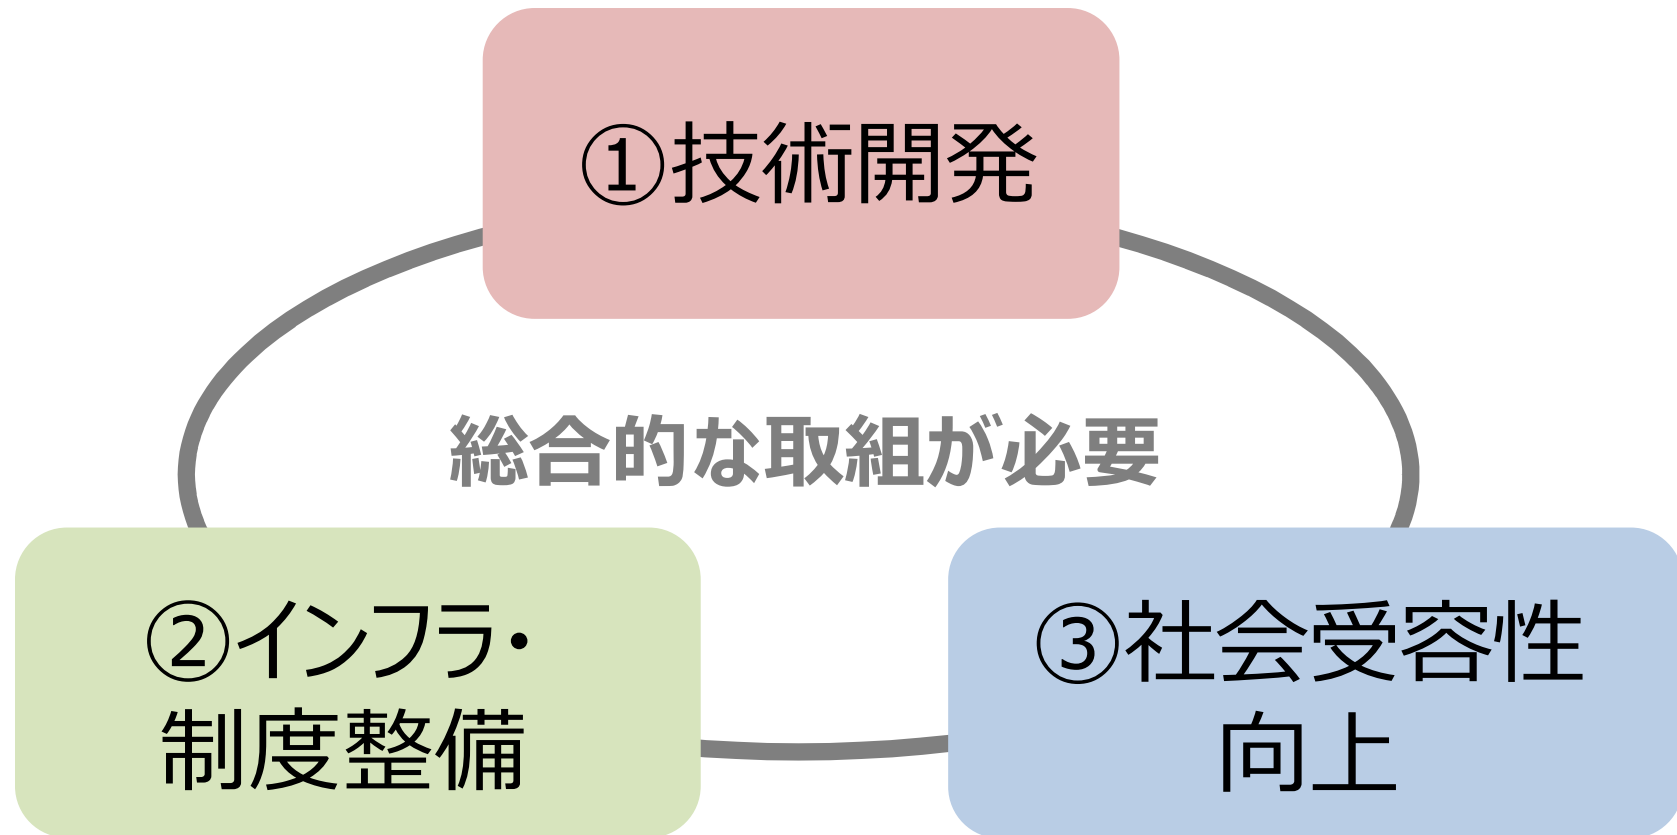 ①技術開発
総合的な取組が必要
②インフラ・
制度整備
③社会受容性
向上